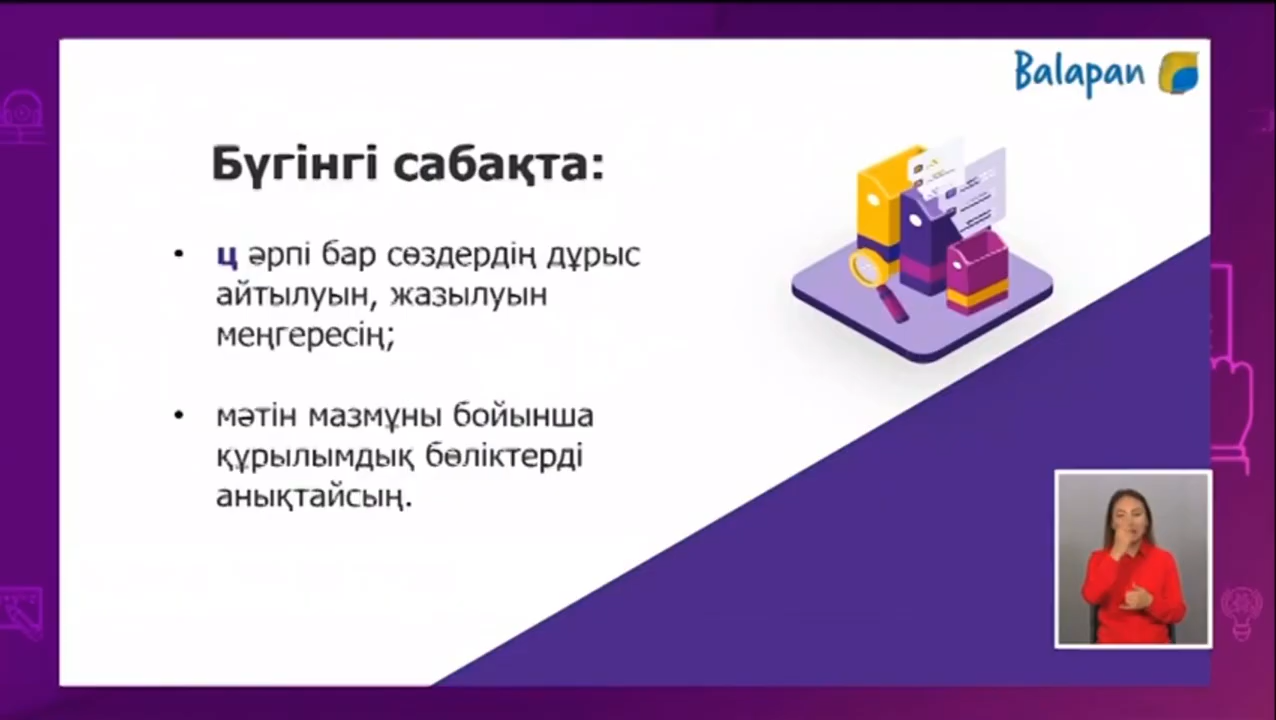 Balapan
Бүгінгі сабақта:
• ц әрпі бар сөздердің дұрыс
айтылуын, жазылуын
меңгересің;
• мәтін мазмұны бойынша
құрылымдық бөліктерді
анықтайсың.